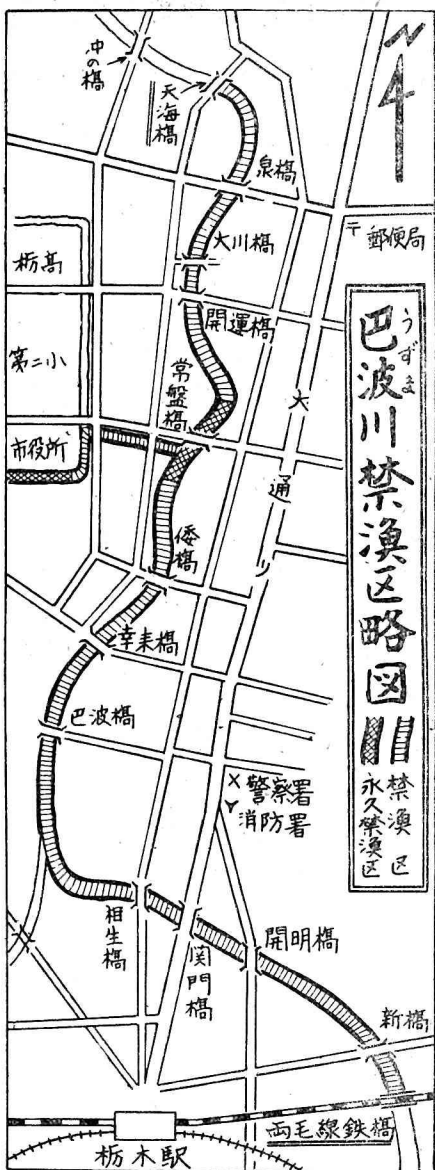 N
沖の橋
天海橋
泉橋
〒郵便局
大川橋
栃高
開運橋
第二小
常盤橋
市役所
大通り
倭橋
幸来橋
巴波橋
警察署
消防署
相生橋
開明橋
関門橋
新橋
両毛線鉄橋
栃木駅
うずま
巴波川禁漁区略図
禁漁区
永久禁漁区